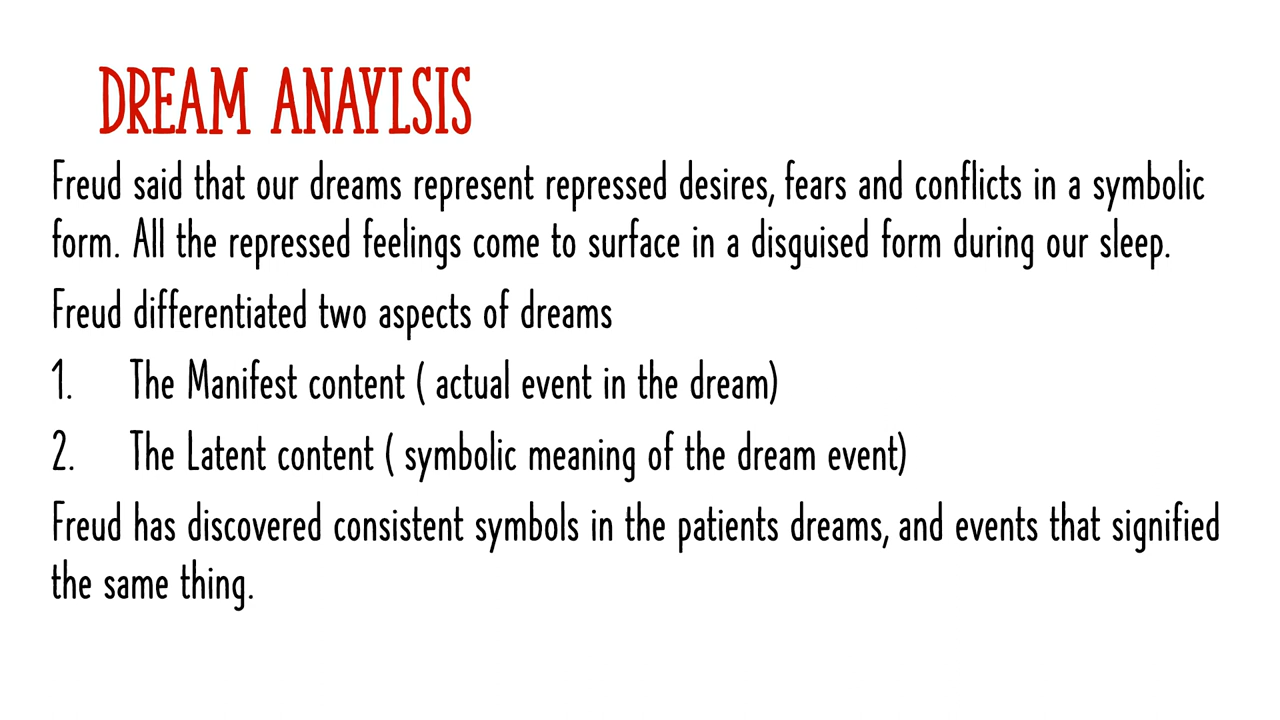 DREAM ANAYLSIS
Freud said that our dreams represent repressed desires, fears and conflicts in a symbolic
form. All the repressed feelings come to surface in a disguised form during our sleep.
Freud differentiated two aspects of dreams
1. The Manifest content ( actual event in the dream)
2. The Latent content ( symbolic meaning of the dream event)
Freud has discovered consistent symbols in the patients dreams, and events that signified
the same thing.